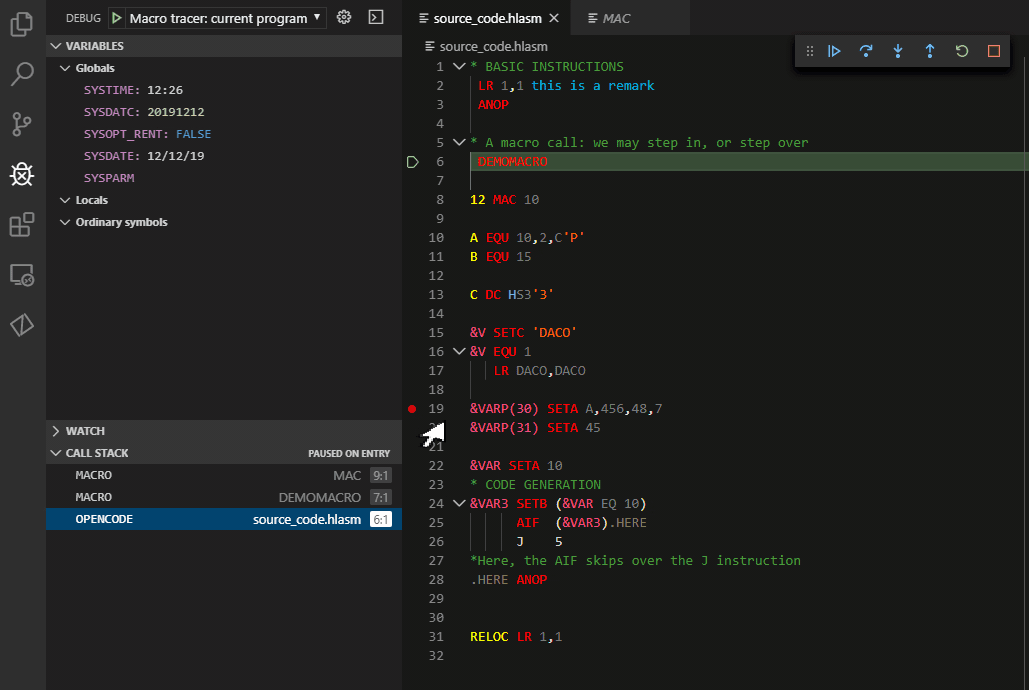 DEBUG Macro tracer: current program
VARIABLES
Globals
SYSTIME: 12:26
SYSDATC: 20191212
SYSOPT_RENT: FALSE
SYSDATE: 12/12/19
SYSPARM
Locals
Ordinary symbols
WATCH
CALL STACK PAUSED ON ENTRY
MACRO MAC 9:1
MACRO DEMOMACRO 7:1
OPENCODE source_code.hlasm 6:1
source_code.hlasm MAC
source_code.hlasm
1 * BASIC INSTRUCTIONS
2 LR 1,1 this is a remark
3 ANOP
4
5 * A macro call: we may step in, or step over
6 DEMOMACRO
7
8 12 MAC 10
9
10 A EQU 10,2,C'P'
11 B EQU 15
12
13 C DC HS3'3'
14
15 &V SETC 'DACO'
16 &V EQU 1
17 LR DACO,DACO
18
19 &VARP(30) SETA A,456,48,7
&VARP(31) SETA 45
21
22 &VAR SETA 10
23 * CODE GENERATION
24 &VAR3 SETB (&VAR EQ 10)
25 AIF (&VAR3).HERE
26 J 5
27 *Here, the AIF skips over the J instruction
28 .HERE ANOP
29
30
31 RELOC LR 1,1
32